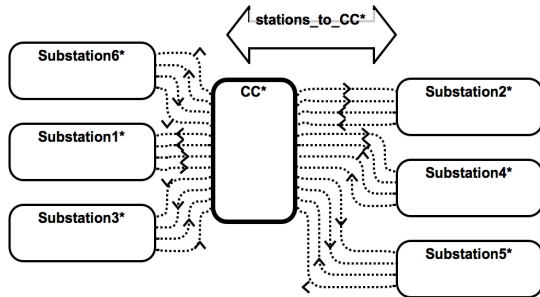 stations_to_CC*
Substation6*
CC*
Substation2*
Substation1*
Substation4*
Substation3*
Substation5*